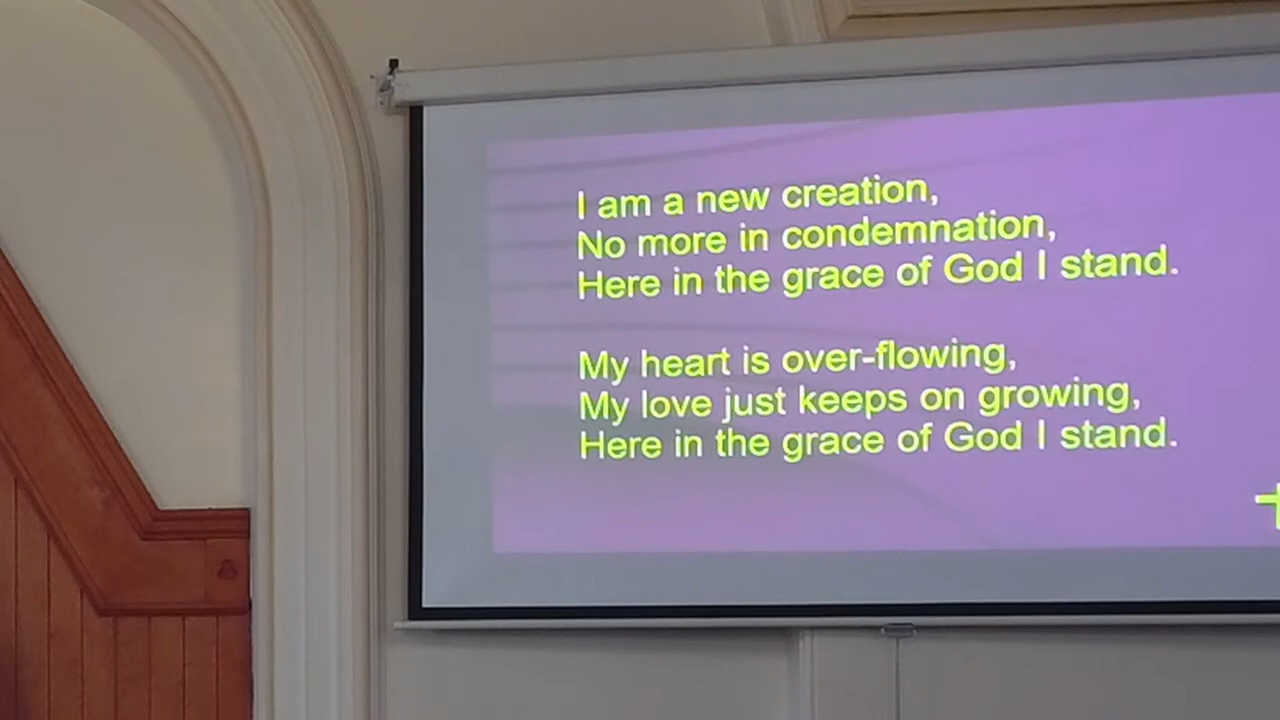 I am a new creation,
No more in condemnation,
Here in the grace of God I stand.
My heart is over-flowing,
My love just keeps on growing,
Here in the grace of God I stand.
+